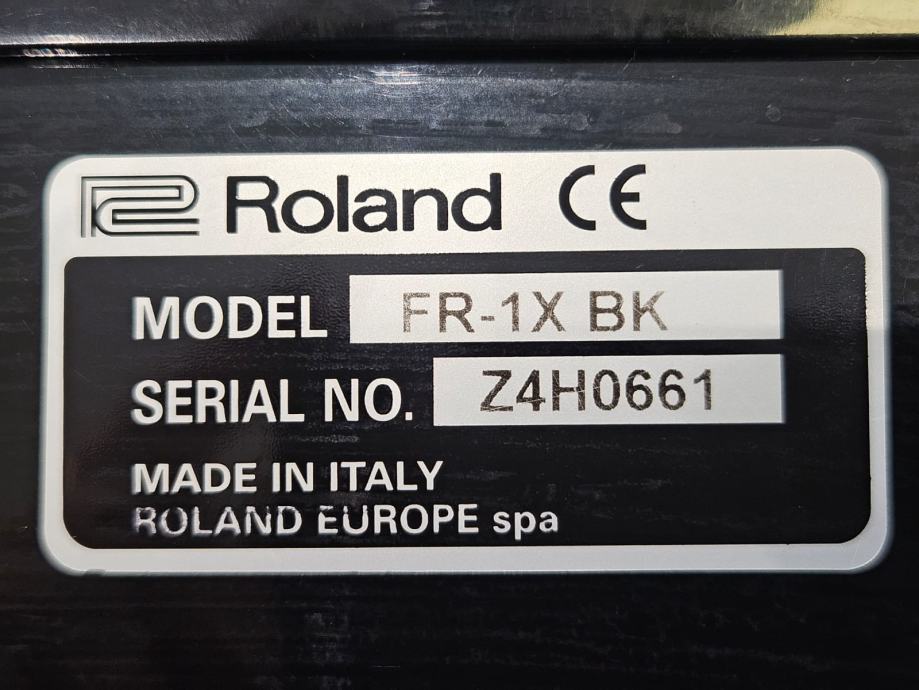 Roland CE
MODEL FR-1X BK
SERIAL NO. Z4H0661
MADE IN ITALY
ROLAND EUROPE spa